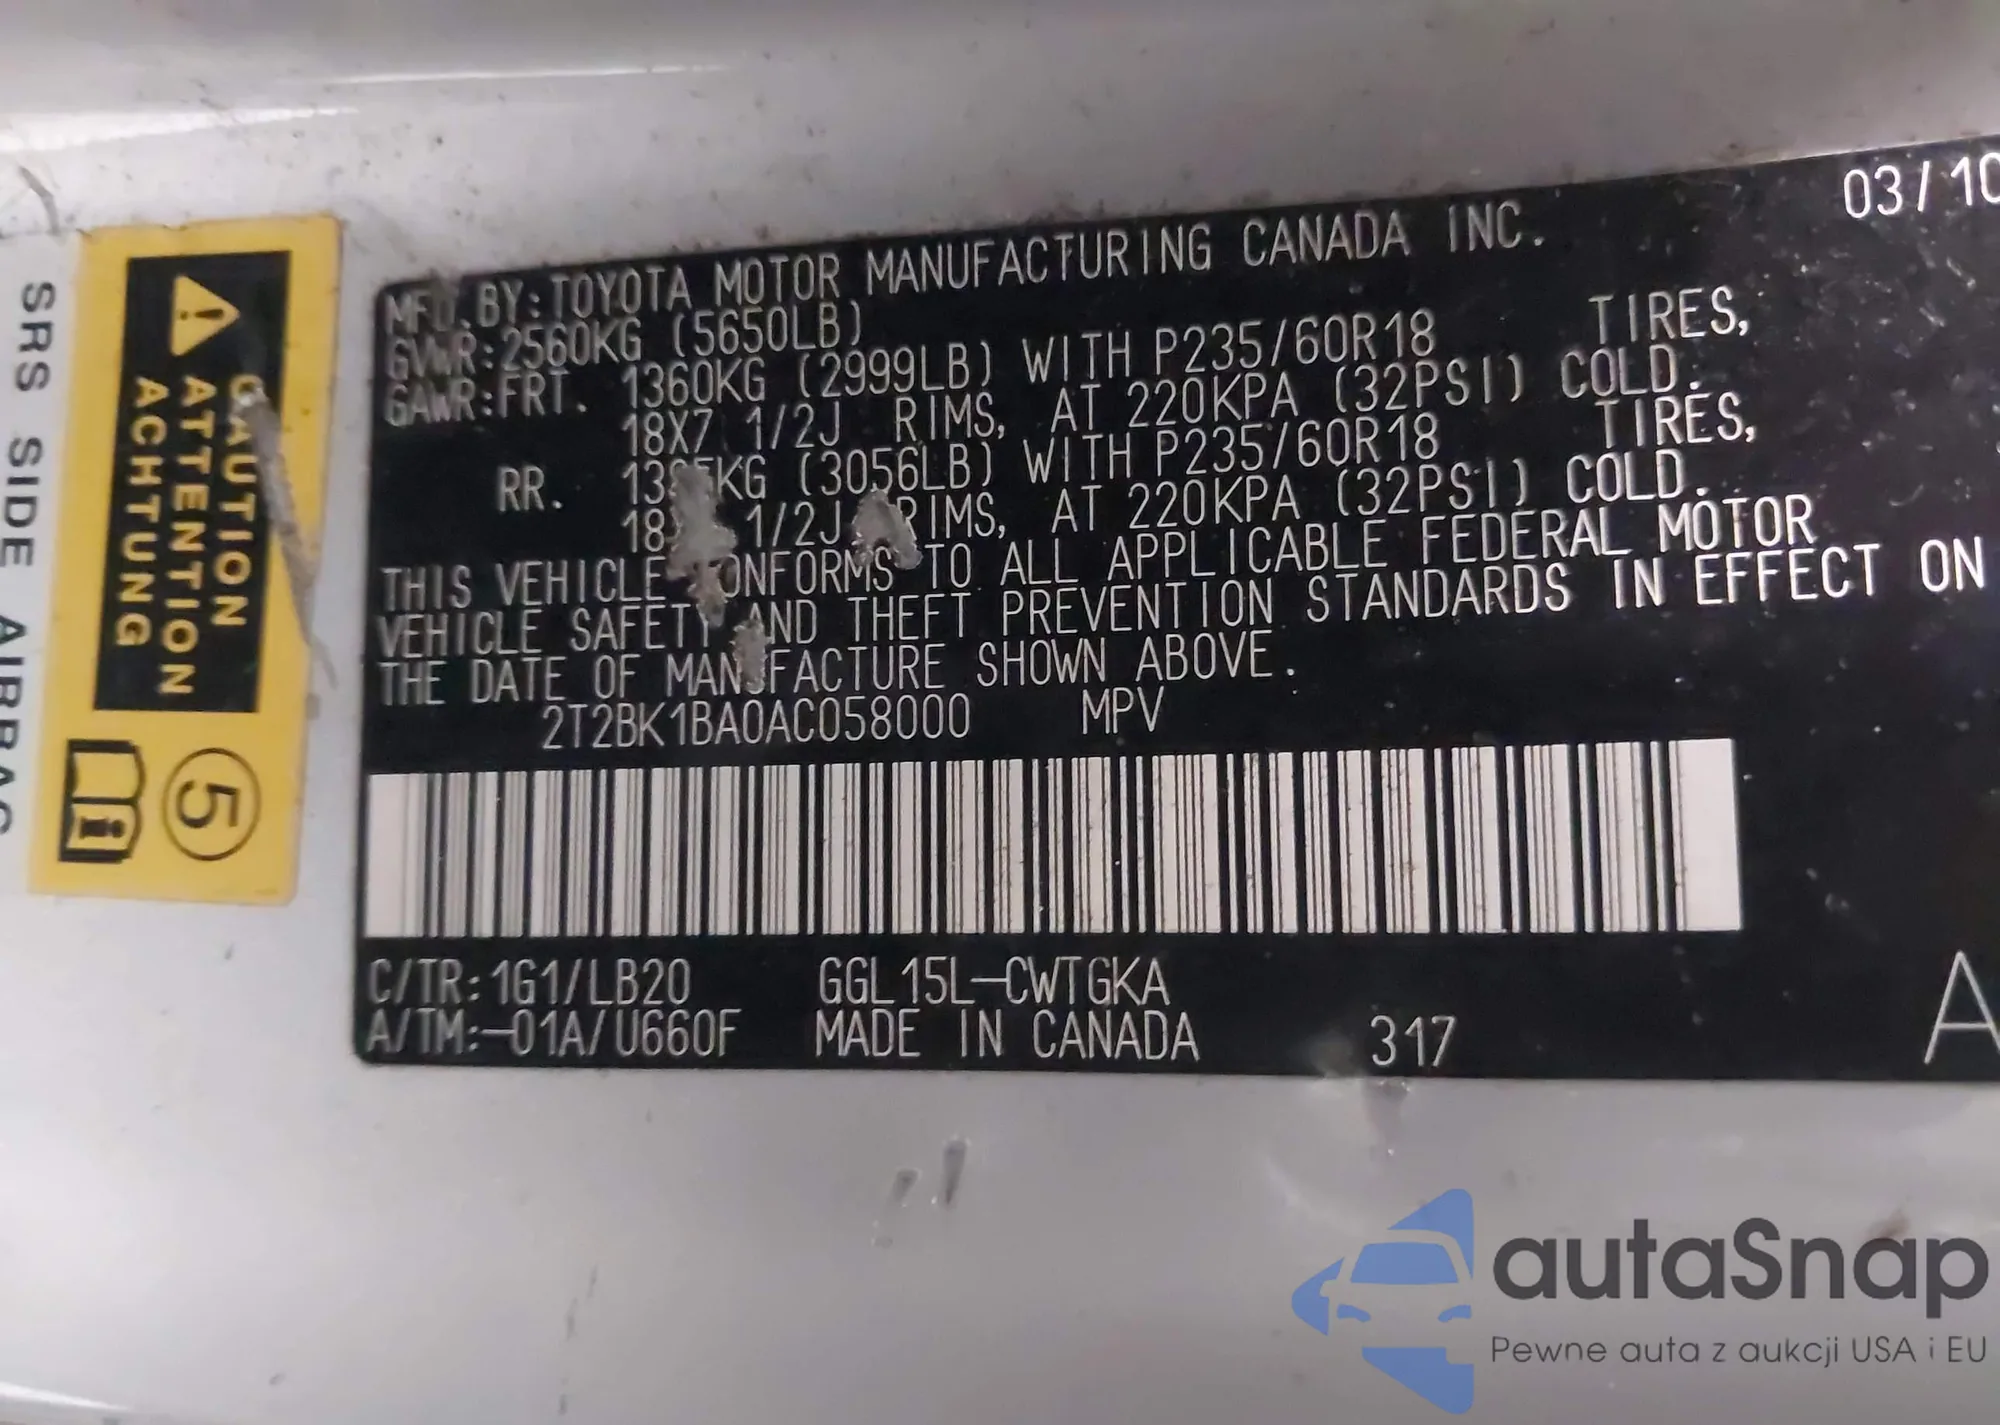 03/10
MFD.BY:TOYOTA MOTOR MANUFACTURING CANADA INC.
GVWR:2560KG (5650LB)
GAWR:FRT. 1360KG (2999LB) WITH P235/60R18 TIRES,
18X7 1/2J RIMS, AT 220KPA (32PSI) COLD.
RR. (3056LB) WITH P235/60R18 TIRES,
1/2J RIMS, AT 220KPA (32PSI) COLD.
THIS VEHICLE CONFORMS TO ALL APPLICABLE FEDERAL MOTOR
VEHICLE SAFETY AND THEFT PREVENTION STANDARDS IN EFFECT ON
THE DATE OF MANUFACTURE SHOWN ABOVE.
2T2BK1BA0AC058000 MPV
C/TR:1G1/LB20 GGL15L-CWTGKA
A/TM:-01A/U660F MADE IN CANADA 317
A
CAUTION
ATTENTION
ACHTUNG
5
i
SRS SIDE AIRBAG
autaSnap
Pewne auta z aukcji USA i EU